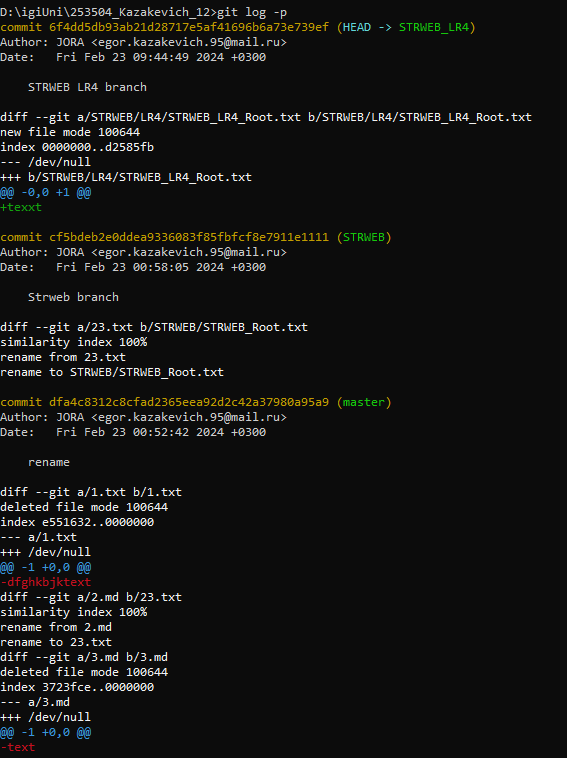 D:\igiUni\253504_Kazakevich_12>git log -p
commit 6f4dd5db93ab21d28717e5af41696b6a73e739ef (HEAD -> STRWEB_LR4)
Author: JORA <egor.kazakevich.95@mail.ru>
Date:   Fri Feb 23 09:44:49 2024 +0300
    STRWEB LR4 branch
diff --git a/STRWEB/LR4/STRWEB_LR4_Root.txt b/STRWEB/LR4/STRWEB_LR4_Root.txt
new file mode 100644
index 0000000..d2585fb
--- /dev/null
+++ b/STRWEB/LR4/STRWEB_LR4_Root.txt
@@ -0,0 +1 @@
+texxt
commit cf5bdeb2e0ddea9336083f85fbfcf8e7911e1111 (STRWEB)
Author: JORA <egor.kazakevich.95@mail.ru>
Date:   Fri Feb 23 00:58:05 2024 +0300
    Strweb branch
diff --git a/23.txt b/STRWEB/STRWEB_Root.txt
similarity index 100%
rename from 23.txt
rename to STRWEB/STRWEB_Root.txt
commit dfa4c8312c8cfad2365eea92d2c42a37980a95a9 (master)
Author: JORA <egor.kazakevich.95@mail.ru>
Date:   Fri Feb 23 00:52:42 2024 +0300
    rename
diff --git a/1.txt b/1.txt
deleted file mode 100644
index e551632..0000000
--- a/1.txt
+++ /dev/null
@@ -1 +0,0 @@
-dfghkbjktext
diff --git a/2.md b/23.txt
similarity index 100%
rename from 2.md
rename to 23.txt
diff --git a/3.md b/3.md
deleted file mode 100644
index 3723fce..0000000
--- a/3.md
+++ /dev/null
@@ -1 +0,0 @@
-text